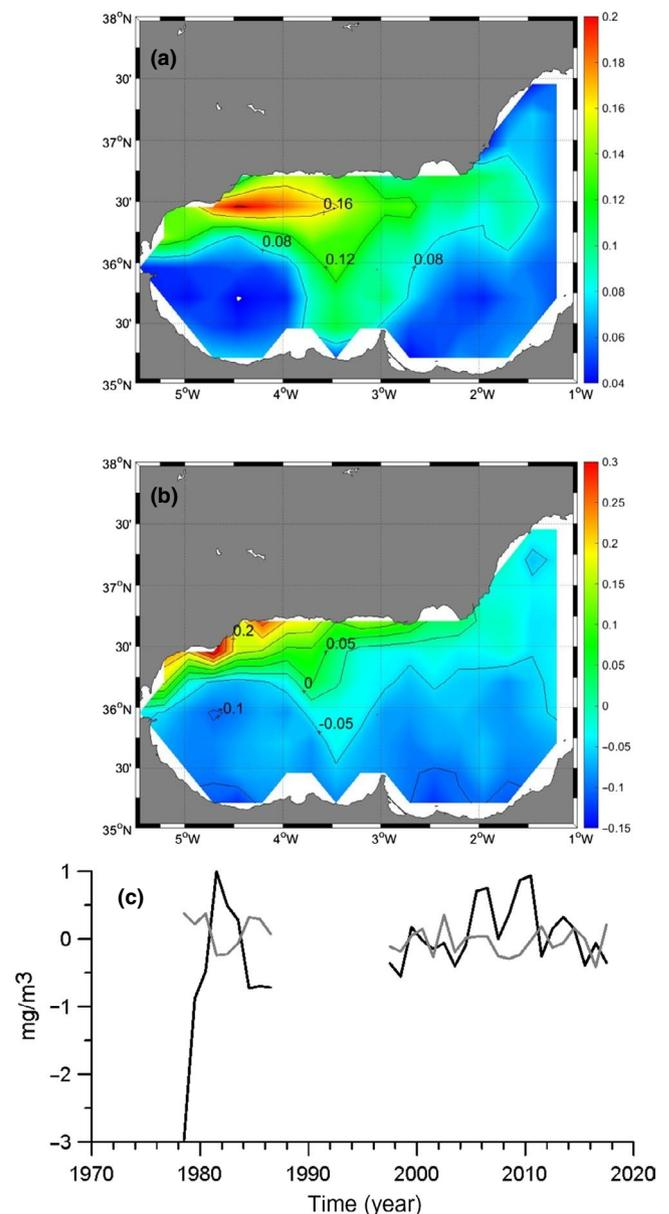 38°N
(a)
30'
37°N
30'
36°N
30'
35°N
5°W
4°W
3°W
2°W
1°W
0.16
0.08
0.12
0.08
0.2
0.18
0.16
0.14
0.12
0.1
0.08
0.06
0.04
38°N
(b)
30'
37°N
30'
36°N
30'
35°N
5°W
4°W
3°W
2°W
1°W
0.2
0.05
0
-0.1
-0.05
0.3
0.25
0.2
0.15
0.1
0.05
0
−0.05
−0.1
−0.15
(c)
mg/m3
1
0
−1
−2
−3
1970
1980
1990
2000
2010
2020
Time (year)